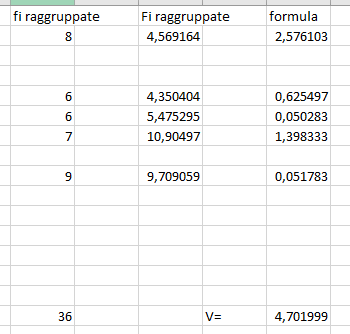 fi raggruppate Fi raggruppate formula
8 4,569164 2,576103
6 4,350404 0,625497
6 5,475295 0,050283
7 10,90497 1,398333
9 9,709059 0,051783
36 V= 4,701999